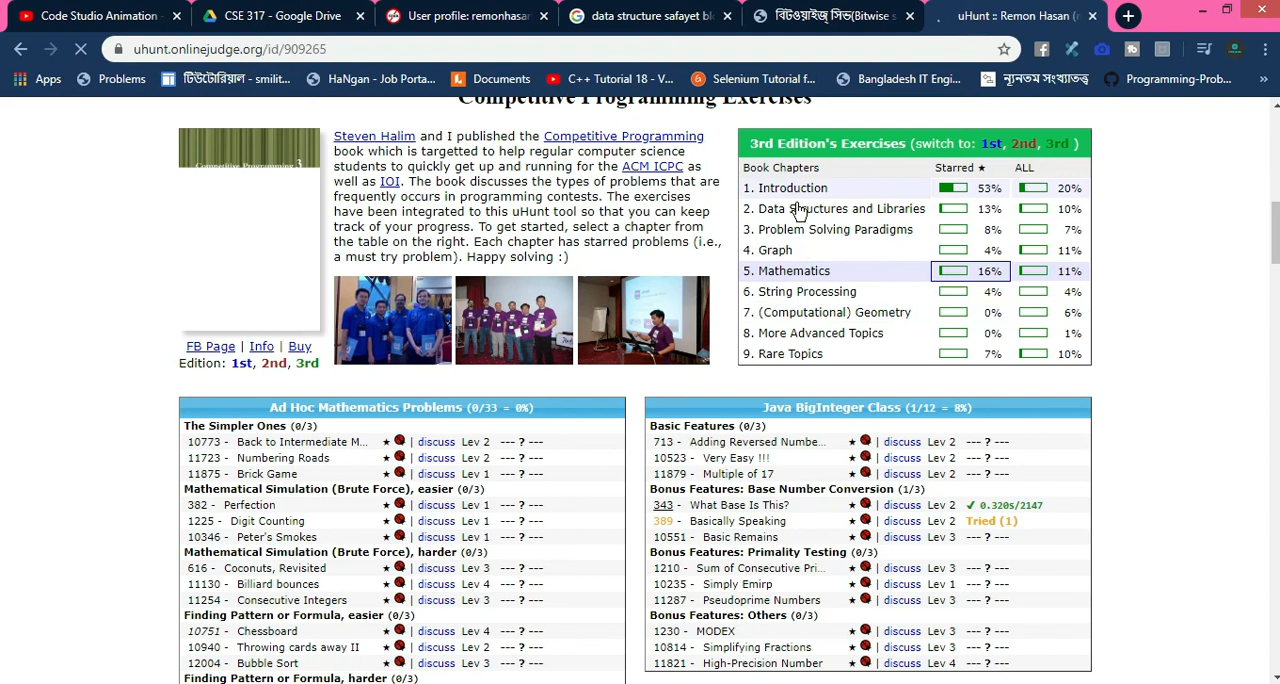 Code Studio Animation
CSE 317 - Google Drive
User profile: remonhasar
data structure safayet bl
বিটওয়াইজ সিভ(Bitwise s
uHunt :: Remon Hasan (r
uhunt.onlinejudge.org/id/909265
Apps
Problems
টিউটোরিয়াল - smilit...
HaNgan - Job Porta...
Documents
C++ Tutorial 18 - V...
Selenium Tutorial f...
Bangladesh IT Engi...
ন্যূনতম সংখ্যাতত্ত্ব
Programming-Prob...
Competitive Programming Exercises
Steven Halim and I published the Competitive Programming
book which is targetted to help regular computer science
students to quickly get up and running for the ACM ICPC as
well as IOI. The book discusses the types of problems that are
frequently occurs in programming contests. The exercises
have been integrated to this uHunt tool so that you can keep
track of your progress. To get started, select a chapter from
the table on the right. Each chapter has starred problems (i.e.,
a must try problem). Happy solving :)
FB Page | Info | Buy
Edition: 1st, 2nd, 3rd
3rd Edition's Exercises (switch to: 1st, 2nd, 3rd )
Book Chapters Starred ★ ALL
1. Introduction 53% 20%
2. Data Structures and Libraries 13% 10%
3. Problem Solving Paradigms 8% 7%
4. Graph 4% 11%
5. Mathematics 16% 11%
6. String Processing 4% 4%
7. (Computational) Geometry 0% 6%
8. More Advanced Topics 0% 1%
9. Rare Topics 7% 10%
Ad Hoc Mathematics Problems (0/33 = 0%)
The Simpler Ones (0/3)
10773 - Back to Intermediate M... ★ | discuss Lev 2 --- ? ---
11723 - Numbering Roads ★ | discuss Lev 2 --- ? ---
11875 - Brick Game ★ | discuss Lev 1 --- ? ---
Mathematical Simulation (Brute Force), easier (0/3)
382 - Perfection ★ | discuss Lev 1 --- ? ---
1225 - Digit Counting ★ | discuss Lev 1 --- ? ---
10346 - Peter's Smokes ★ | discuss Lev 1 --- ? ---
Mathematical Simulation (Brute Force), harder (0/3)
616 - Coconuts, Revisited ★ | discuss Lev 3 --- ? ---
11130 - Billiard bounces ★ | discuss Lev 4 --- ? ---
11254 - Consecutive Integers ★ | discuss Lev 3 --- ? ---
Finding Pattern or Formula, easier (0/3)
10751 - Chessboard ★ | discuss Lev 4 --- ? ---
10940 - Throwing cards away II ★ | discuss Lev 2 --- ? ---
12004 - Bubble Sort ★ | discuss Lev 3 --- ? ---
Finding Pattern or Formula, harder (0/3)
Java BigInteger Class (1/12 = 8%)
Basic Features (0/3)
713 - Adding Reversed Numbe... ★ | discuss Lev 2 --- ? ---
10523 - Very Easy !!! ★ | discuss Lev 2 --- ? ---
11879 - Multiple of 17 ★ | discuss Lev 2 --- ? ---
Bonus Features: Base Number Conversion (1/3)
343 - What Base Is This? ★ | discuss Lev 2 ✓ 0.320s/2147
389 - Basically Speaking ★ | discuss Lev 2 Tried (1)
10551 - Basic Remains ★ | discuss Lev 3 --- ? ---
Bonus Features: Primality Testing (0/3)
1210 - Sum of Consecutive Pri... ★ | discuss Lev 3 --- ? ---
10235 - Simply Emirp ★ | discuss Lev 1 --- ? ---
11287 - Pseudoprime Numbers ★ | discuss Lev 3 --- ? ---
Bonus Features: Others (0/3)
1230 - MODEX ★ | discuss Lev 3 --- ? ---
10814 - Simplifying Fractions ★ | discuss Lev 3 --- ? ---
11821 - High-Precision Number ★ | discuss Lev 4 --- ? ---